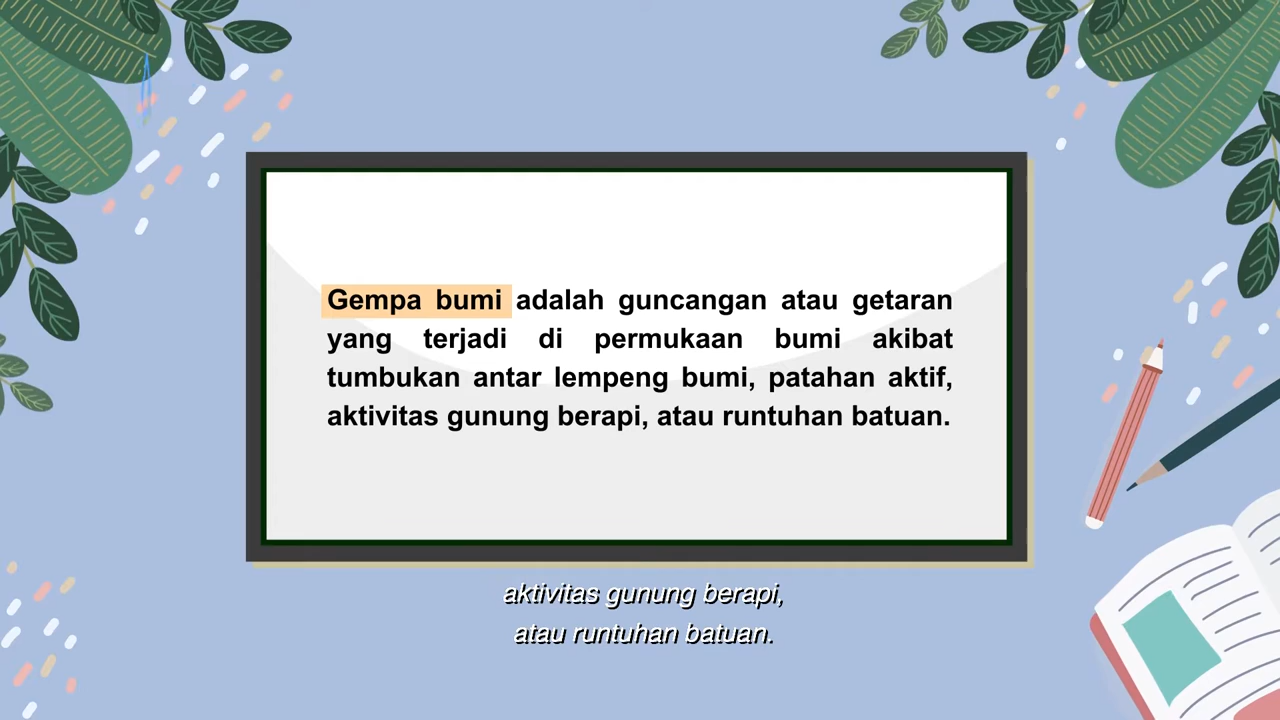 Gempa bumi adalah guncangan atau getaran
yang terjadi di permukaan bumi akibat
tumbukan antar lempeng bumi, patahan aktif,
aktivitas gunung berapi, atau runtuhan batuan.
aktivitas gunung berapi,
atau runtuhan batuan.